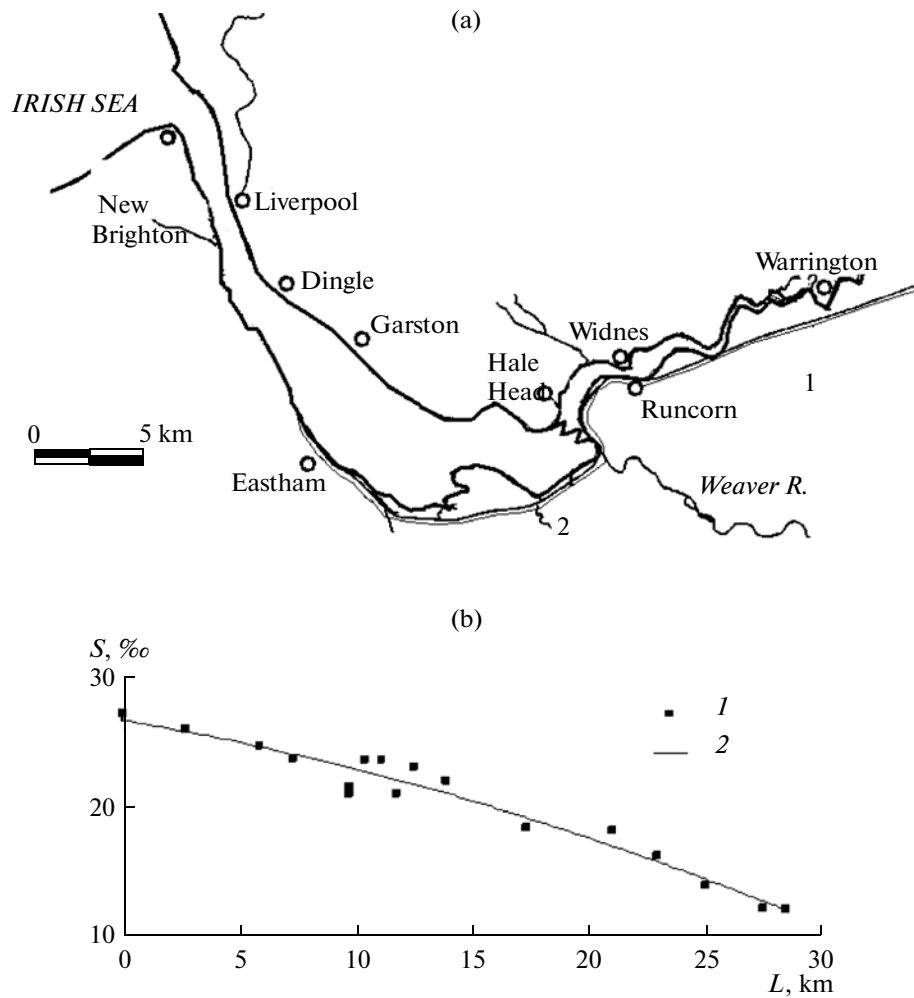 (a)
IRISH SEA
New
Brighton
Liverpool
Dingle
Garston
Warrington
Widnes
Hale
Head
Runcorn
1
0 5 km
Eastham
Weaver R.
2
(b)
S, ‰
30
20
10
1
2
0 5 10 15 20 25 30
L, km